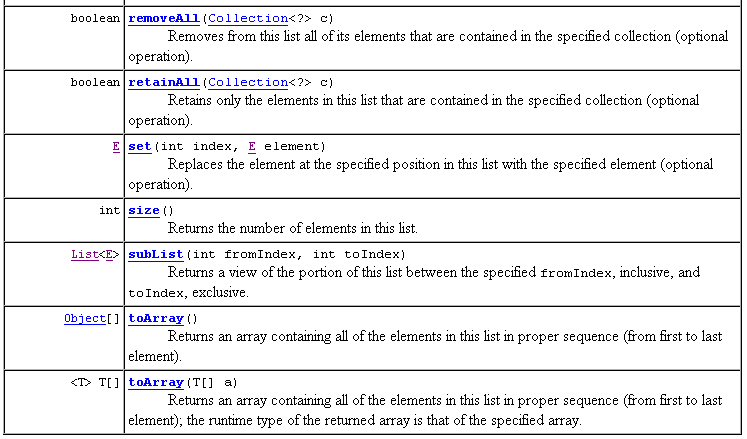 boolean removeAll(Collection<?> c)
Removes from this list all of its elements that are contained in the specified collection (optional
operation).
boolean retainAll(Collection<?> c)
Retains only the elements in this list that are contained in the specified collection (optional
operation).
E set(int index, E element)
Replaces the element at the specified position in this list with the specified element (optional
operation).
int size()
Returns the number of elements in this list.
List<E> subList(int fromIndex, int toIndex)
Returns a view of the portion of this list between the specified fromIndex, inclusive, and
toIndex, exclusive.
Object[] toArray()
Returns an array containing all of the elements in this list in proper sequence (from first to last
element).
<T> T[] toArray(T[] a)
Returns an array containing all of the elements in this list in proper sequence (from first to last
element); the runtime type of the returned array is that of the specified array.